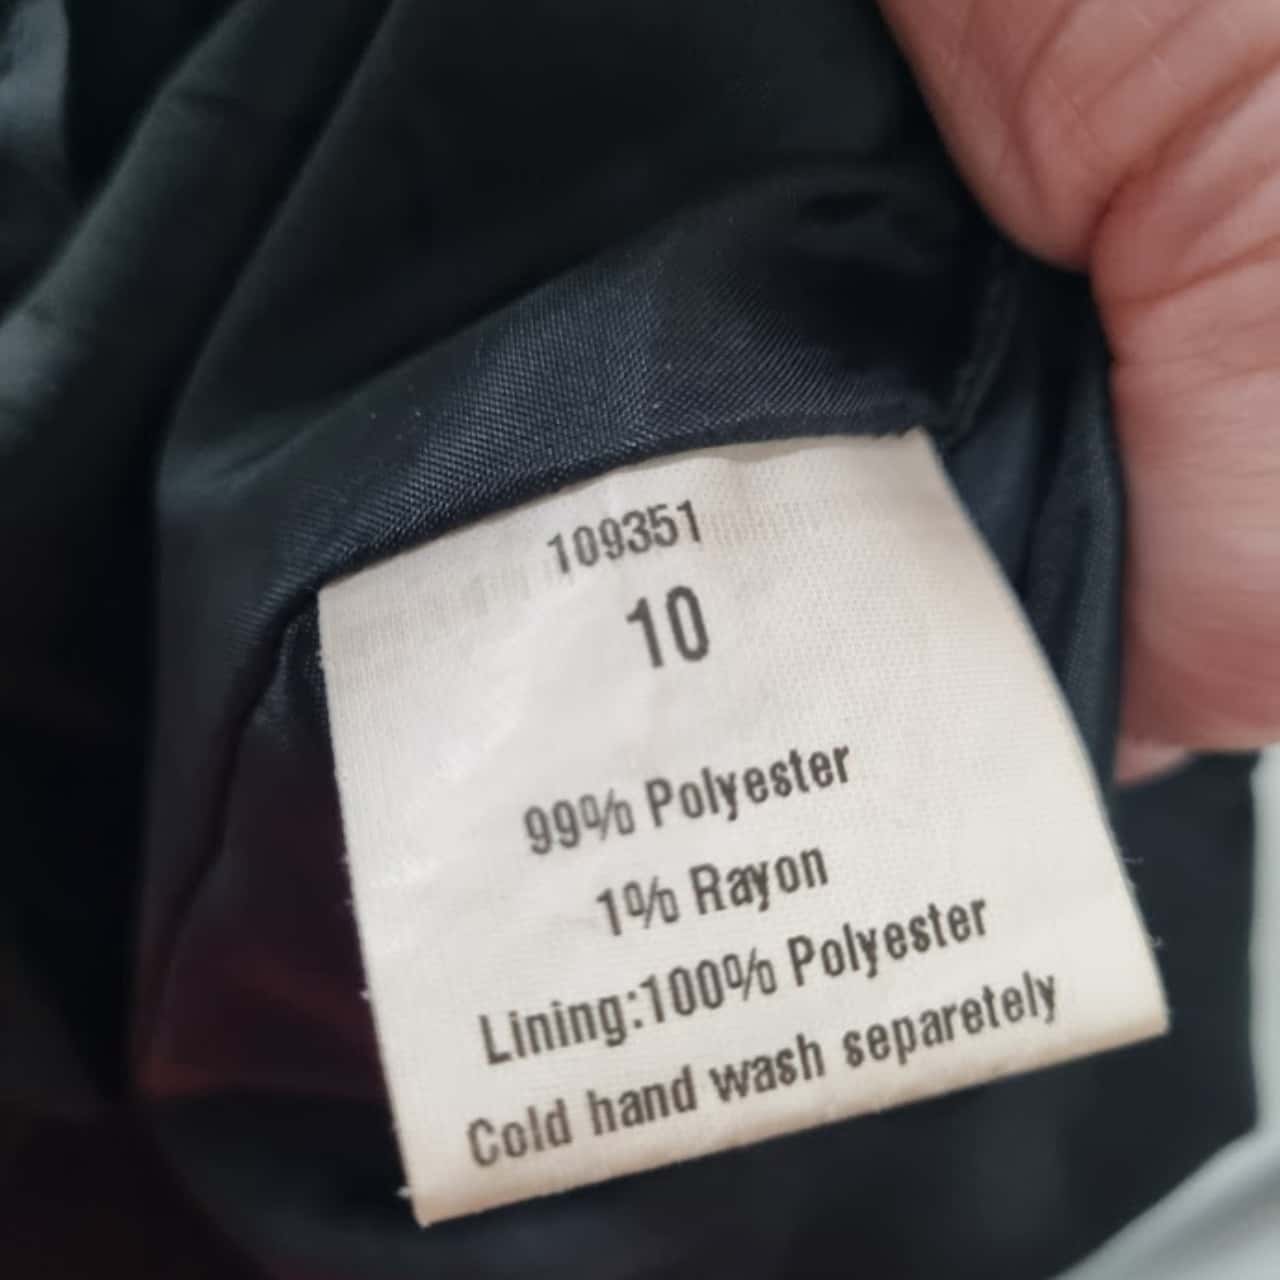 109351
10
99% Polyester
1% Rayon
Lining:100% Polyester
Cold hand wash separetely